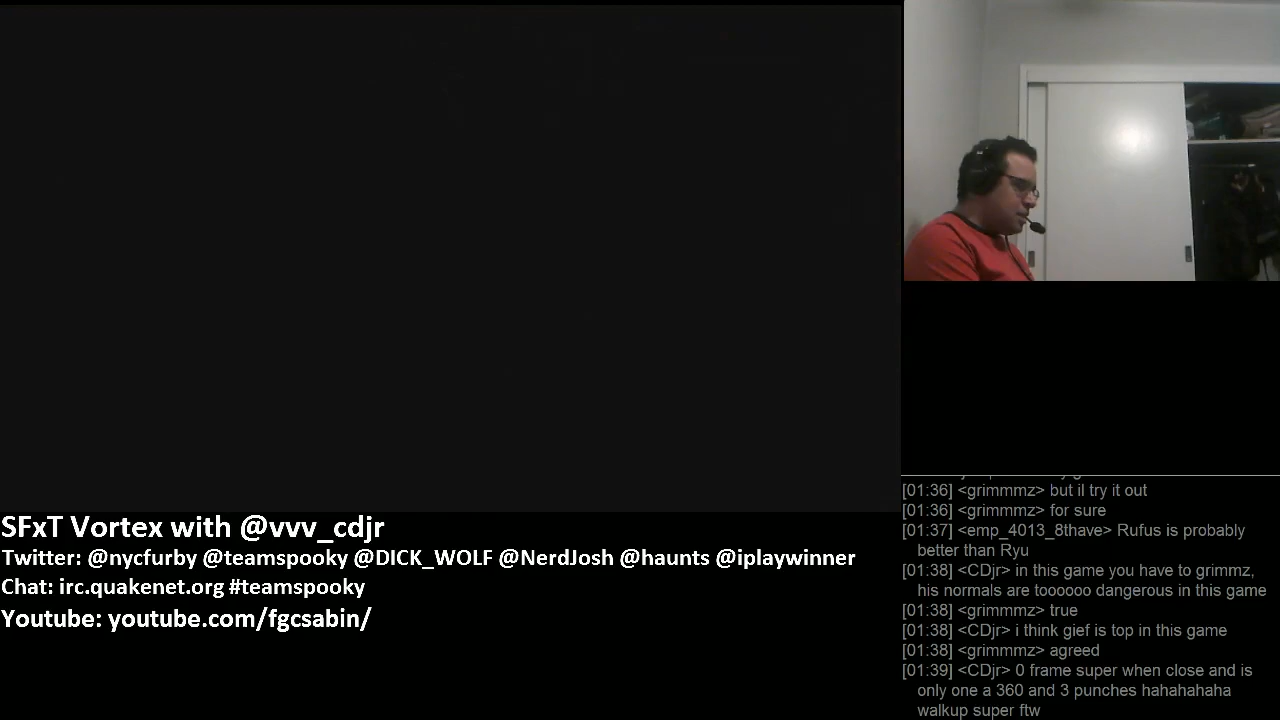 SFxT Vortex with @vvv_cdjr
Twitter: @nycfurby @teamspooky @DICK_WOLF @NerdJosh @haunts @iplaywinner
Chat: irc.quakenet.org #teamspooky
Youtube: youtube.com/fgcsabin/
[01:36] <grimmmz> but il try it out
[01:36] <grimmmz> for sure
[01:37] <emp_4013_8thave> Rufus is probably
better than Ryu
[01:38] <CDjr> in this game you have to grimmz,
his normals are toooooo dangerous in this game
[01:38] <grimmmz> true
[01:38] <CDjr> i think gief is top in this game
[01:38] <grimmmz> agreed
[01:39] <CDjr> 0 frame super when close and is
only one a 360 and 3 punches hahahahaha
walkup super ftw